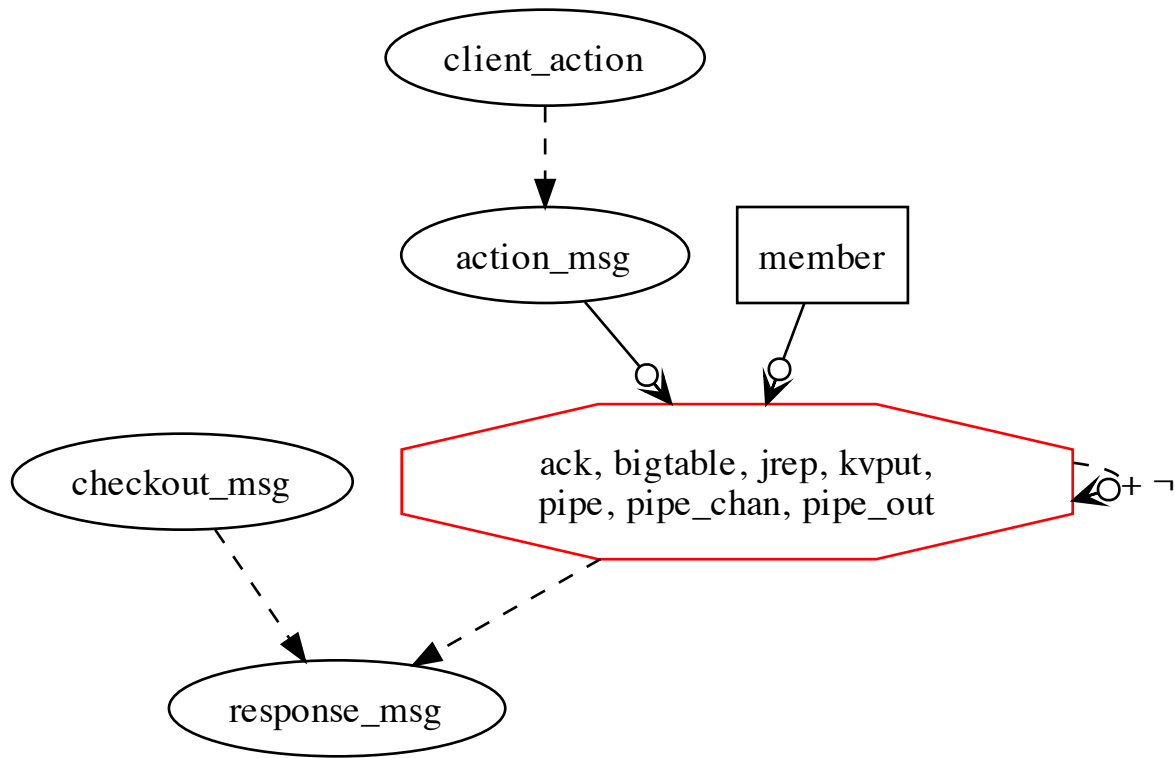 client_action
action_msg
member
ack, bigtable, jrep, kvput,
pipe, pipe_chan, pipe_out
+ ¬
checkout_msg
response_msg